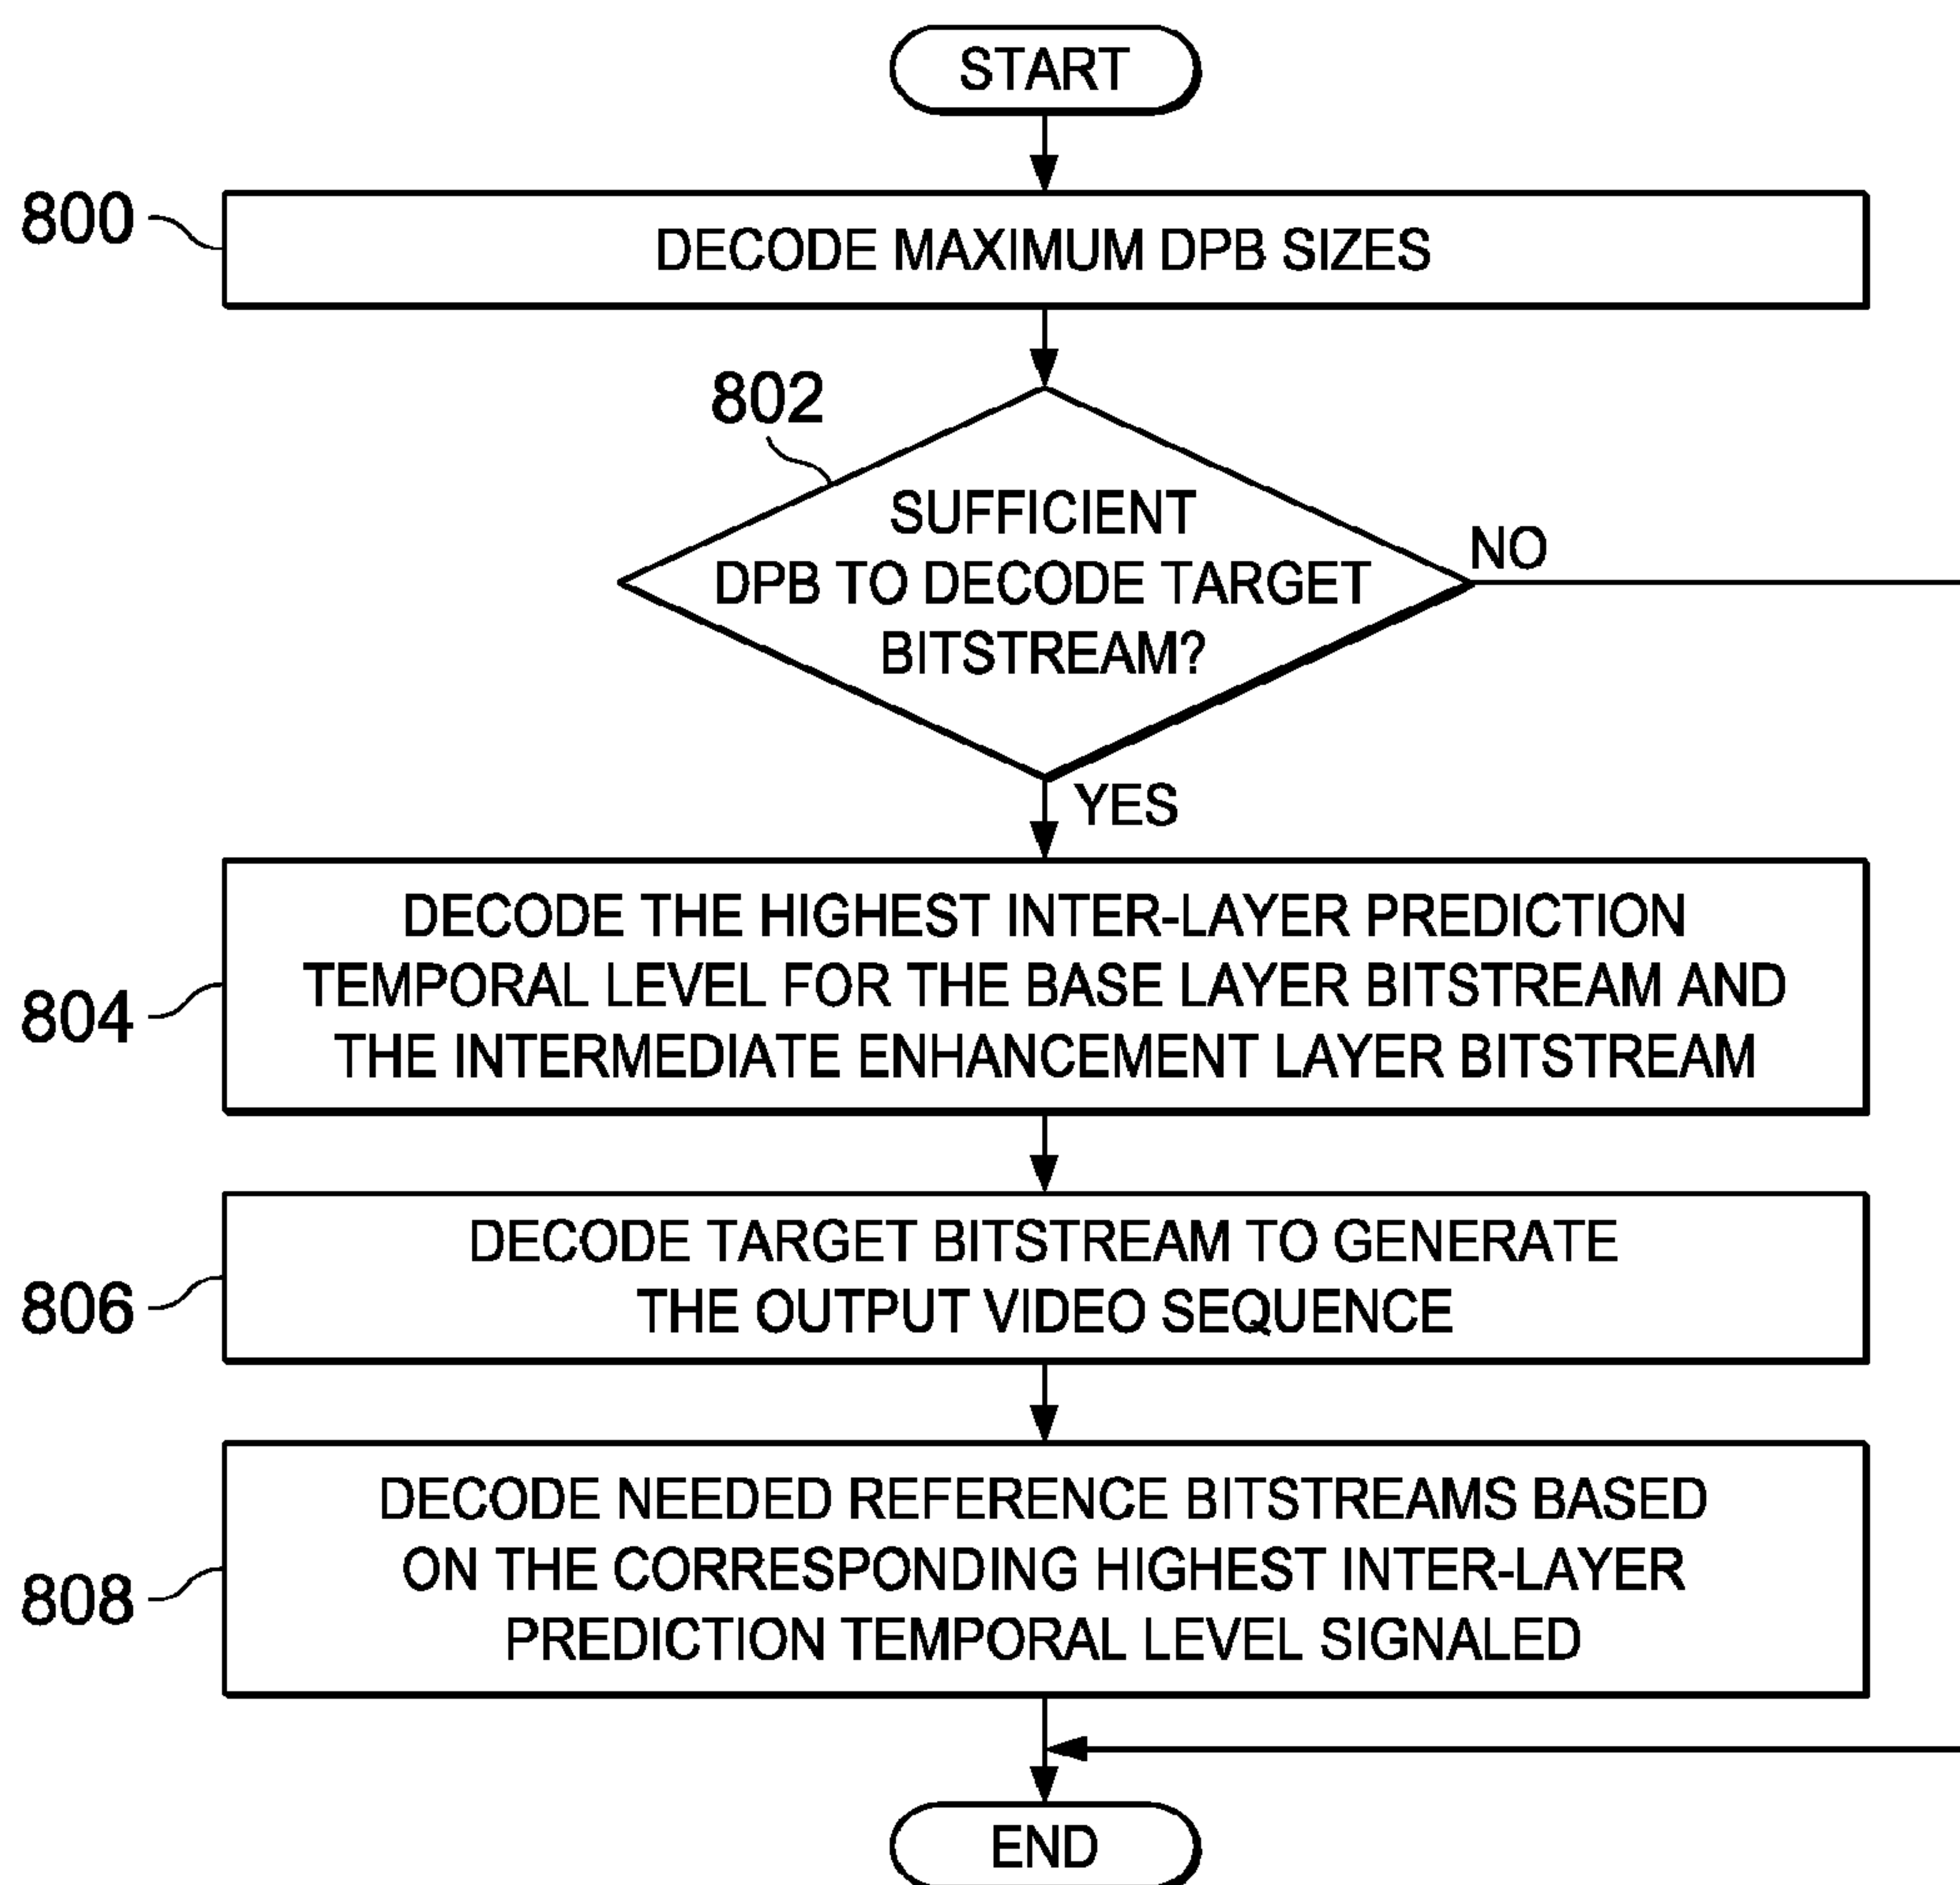 START
800
DECODE MAXIMUM DPB SIZES
802
SUFFICIENT
DPB TO DECODE TARGET
BITSTREAM?
NO
YES
804
DECODE THE HIGHEST INTER-LAYER PREDICTION
TEMPORAL LEVEL FOR THE BASE LAYER BITSTREAM AND
THE INTERMEDIATE ENHANCEMENT LAYER BITSTREAM
806
DECODE TARGET BITSTREAM TO GENERATE
THE OUTPUT VIDEO SEQUENCE
808
DECODE NEEDED REFERENCE BITSTREAMS BASED
ON THE CORRESPONDING HIGHEST INTER-LAYER
PREDICTION TEMPORAL LEVEL SIGNALED
END